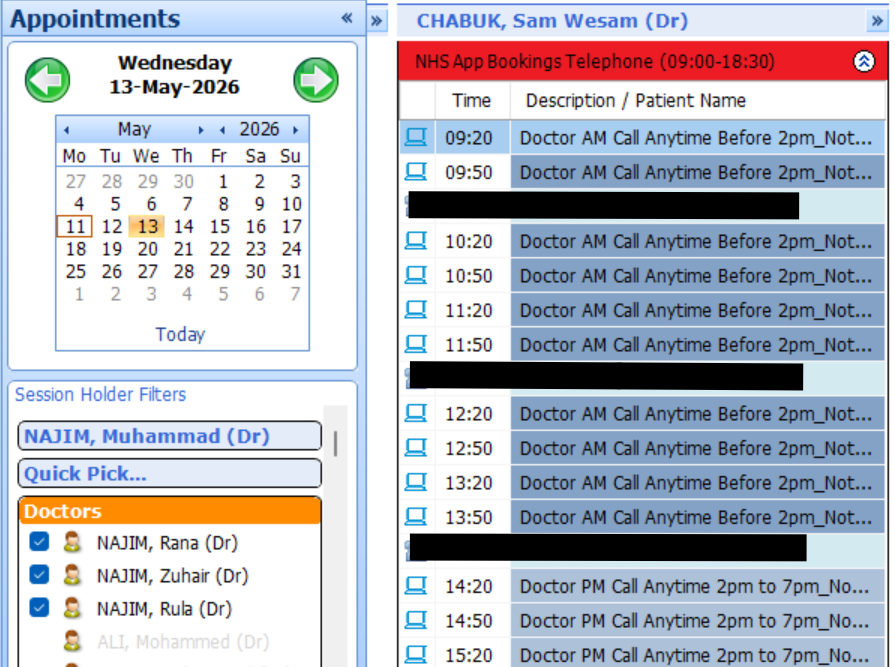 Appointments « »
Wednesday
13-May-2026
May 2026
Mo Tu We Th Fr Sa Su
27 28 29 30 1 2 3
4 5 6 7 8 9 10
11 12 13 14 15 16 17
18 19 20 21 22 23 24
25 26 27 28 29 30 31
1 2 3 4 5 6 7
Today
Session Holder Filters
NAJIM, Muhammad (Dr)
Quick Pick...
Doctors
NAJIM, Rana (Dr)
NAJIM, Zuhair (Dr)
NAJIM, Rula (Dr)
ALI, Mohammed (Dr)
CHABUK, Sam Wesam (Dr) »
NHS App Bookings Telephone (09:00-18:30)
Time Description / Patient Name
09:20 Doctor AM Call Anytime Before 2pm_Not...
09:50 Doctor AM Call Anytime Before 2pm_Not...
10:20 Doctor AM Call Anytime Before 2pm_Not...
10:50 Doctor AM Call Anytime Before 2pm_Not...
11:20 Doctor AM Call Anytime Before 2pm_Not...
11:50 Doctor AM Call Anytime Before 2pm_Not...
12:20 Doctor AM Call Anytime Before 2pm_Not...
12:50 Doctor AM Call Anytime Before 2pm_Not...
13:20 Doctor AM Call Anytime Before 2pm_Not...
13:50 Doctor AM Call Anytime Before 2pm_Not...
14:20 Doctor PM Call Anytime 2pm to 7pm_No...
14:50 Doctor PM Call Anytime 2pm to 7pm_No...
15:20 Doctor PM Call Anytime 2pm to 7pm_No...